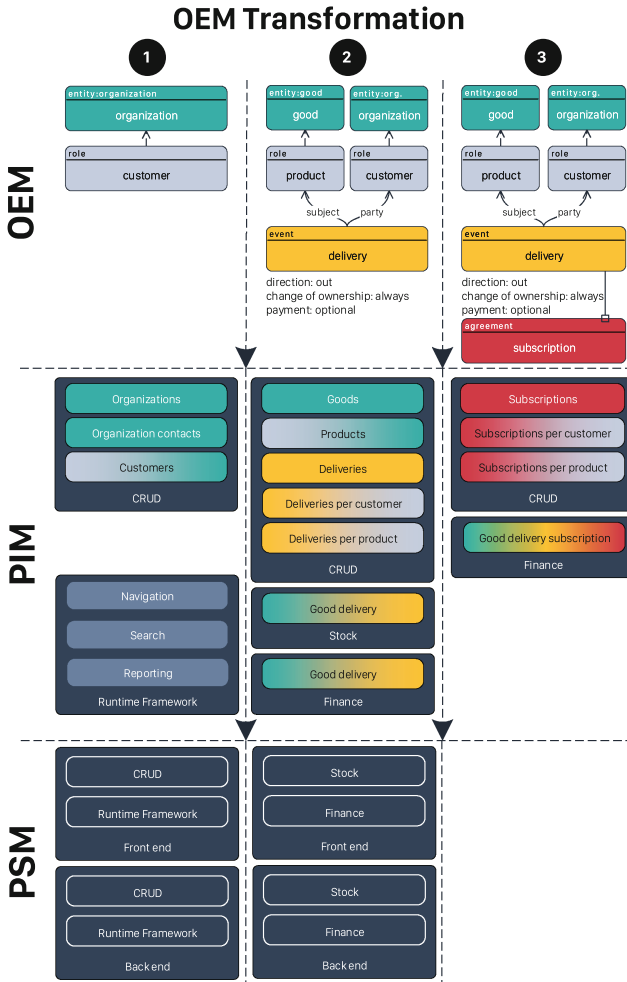 OEM Transformation
1
2
3
OEM
entity:organization
organization
role
customer
entity:good
good
entity:org.
organization
role
product
role
customer
subject
party
event
delivery
direction: out
change of ownership: always
payment: optional
entity:good
good
entity:org.
organization
role
product
role
customer
subject
party
event
delivery
direction: out
change of ownership: always
payment: optional
agreement
subscription
PIM
Organizations
Organization contacts
Customers
CRUD
Navigation
Search
Reporting
Runtime Framework
Goods
Products
Deliveries
Deliveries per customer
Deliveries per product
CRUD
Good delivery
Stock
Good delivery
Finance
Subscriptions
Subscriptions per customer
Subscriptions per product
CRUD
Good delivery subscription
Finance
PSM
CRUD
Runtime Framework
Front end
CRUD
Runtime Framework
Back end
Stock
Finance
Front end
Stock
Finance
Back end